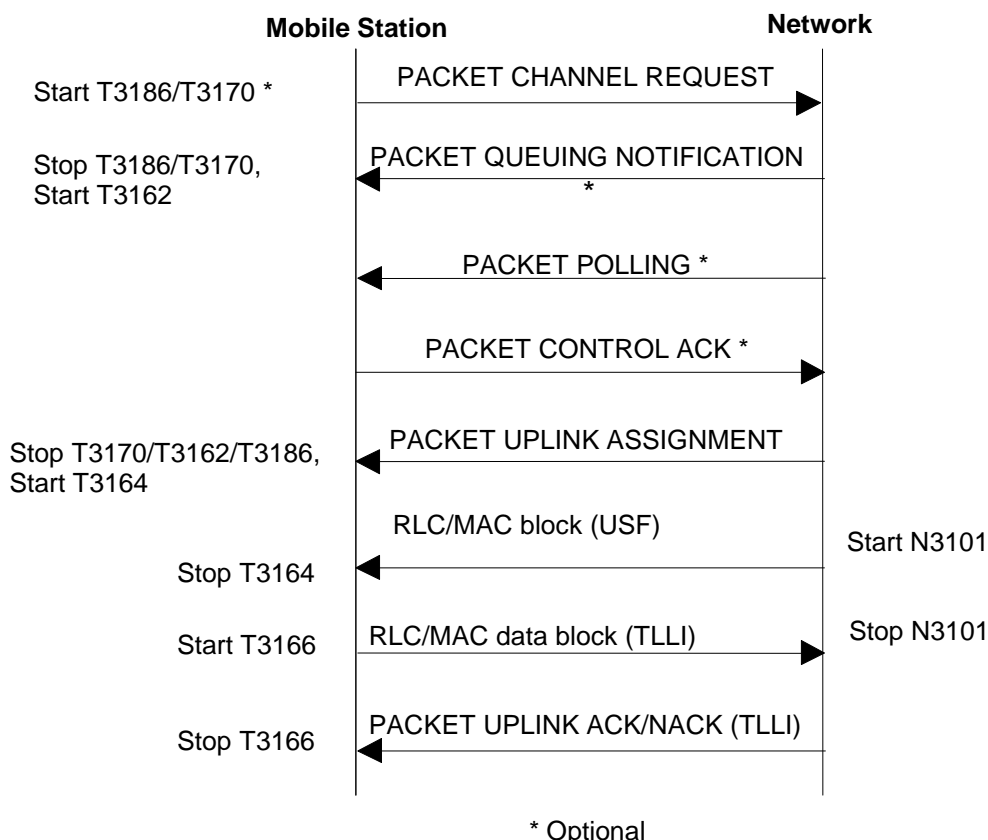 Mobile Station
Network
PACKET CHANNEL REQUEST
Start T3186/T3170 *
PACKET QUEUING NOTIFICATION
*
Stop T3186/T3170,
Start T3162
PACKET POLLING *
PACKET CONTROL ACK *
PACKET UPLINK ASSIGNMENT
Stop T3170/T3162/T3186,
Start T3164
RLC/MAC block (USF)
Start N3101
Stop T3164
Start T3166
RLC/MAC data block (TLLI)
Stop N3101
PACKET UPLINK ACK/NACK (TLLI)
Stop T3166
* Optional